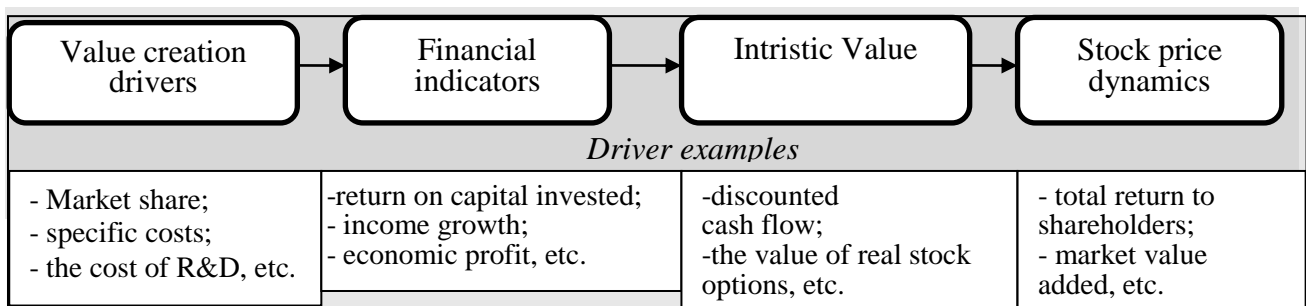 Value creation
drivers
Financial
indicators
Intristic Value
Stock price
dynamics
Driver examples
- Market share;
- specific costs;
- the cost of R&D, etc.
-return on capital invested;
- income growth;
- economic profit, etc.
-discounted
cash flow;
-the value of real stock
options, etc.
- total return to
shareholders;
- market value
added, etc.